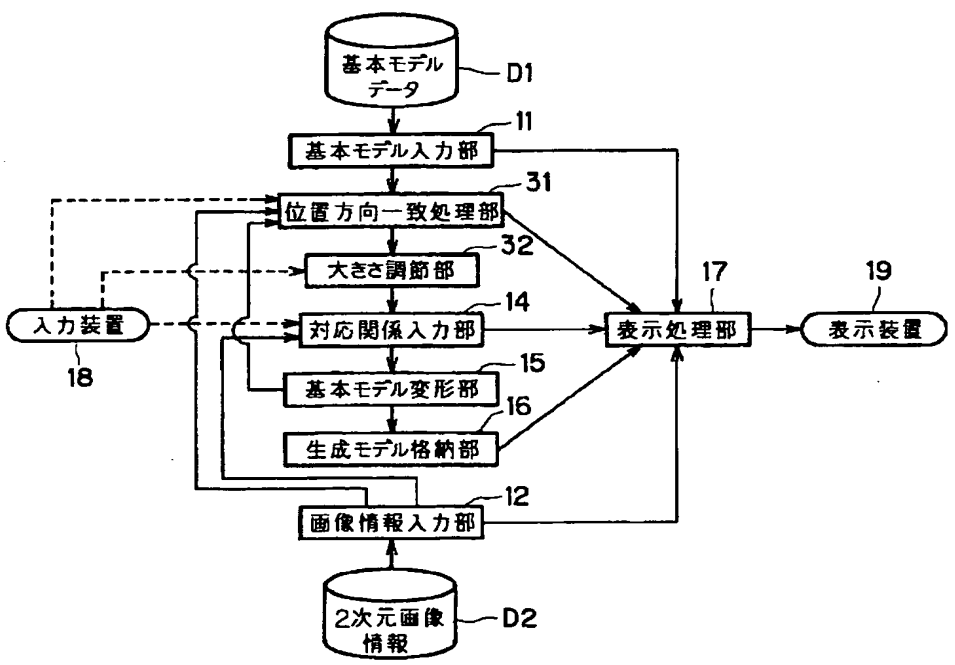 基本モデル
データ
D1
11
基本モデル入力部
31
位置方向一致処理部
32
大きさ調節部
14
17
19
入力装置
対応関係入力部
表示処理部
表示装置
18
15
基本モデル変形部
16
生成モデル格納部
12
画像情報入力部
2次元画像
情報
D2